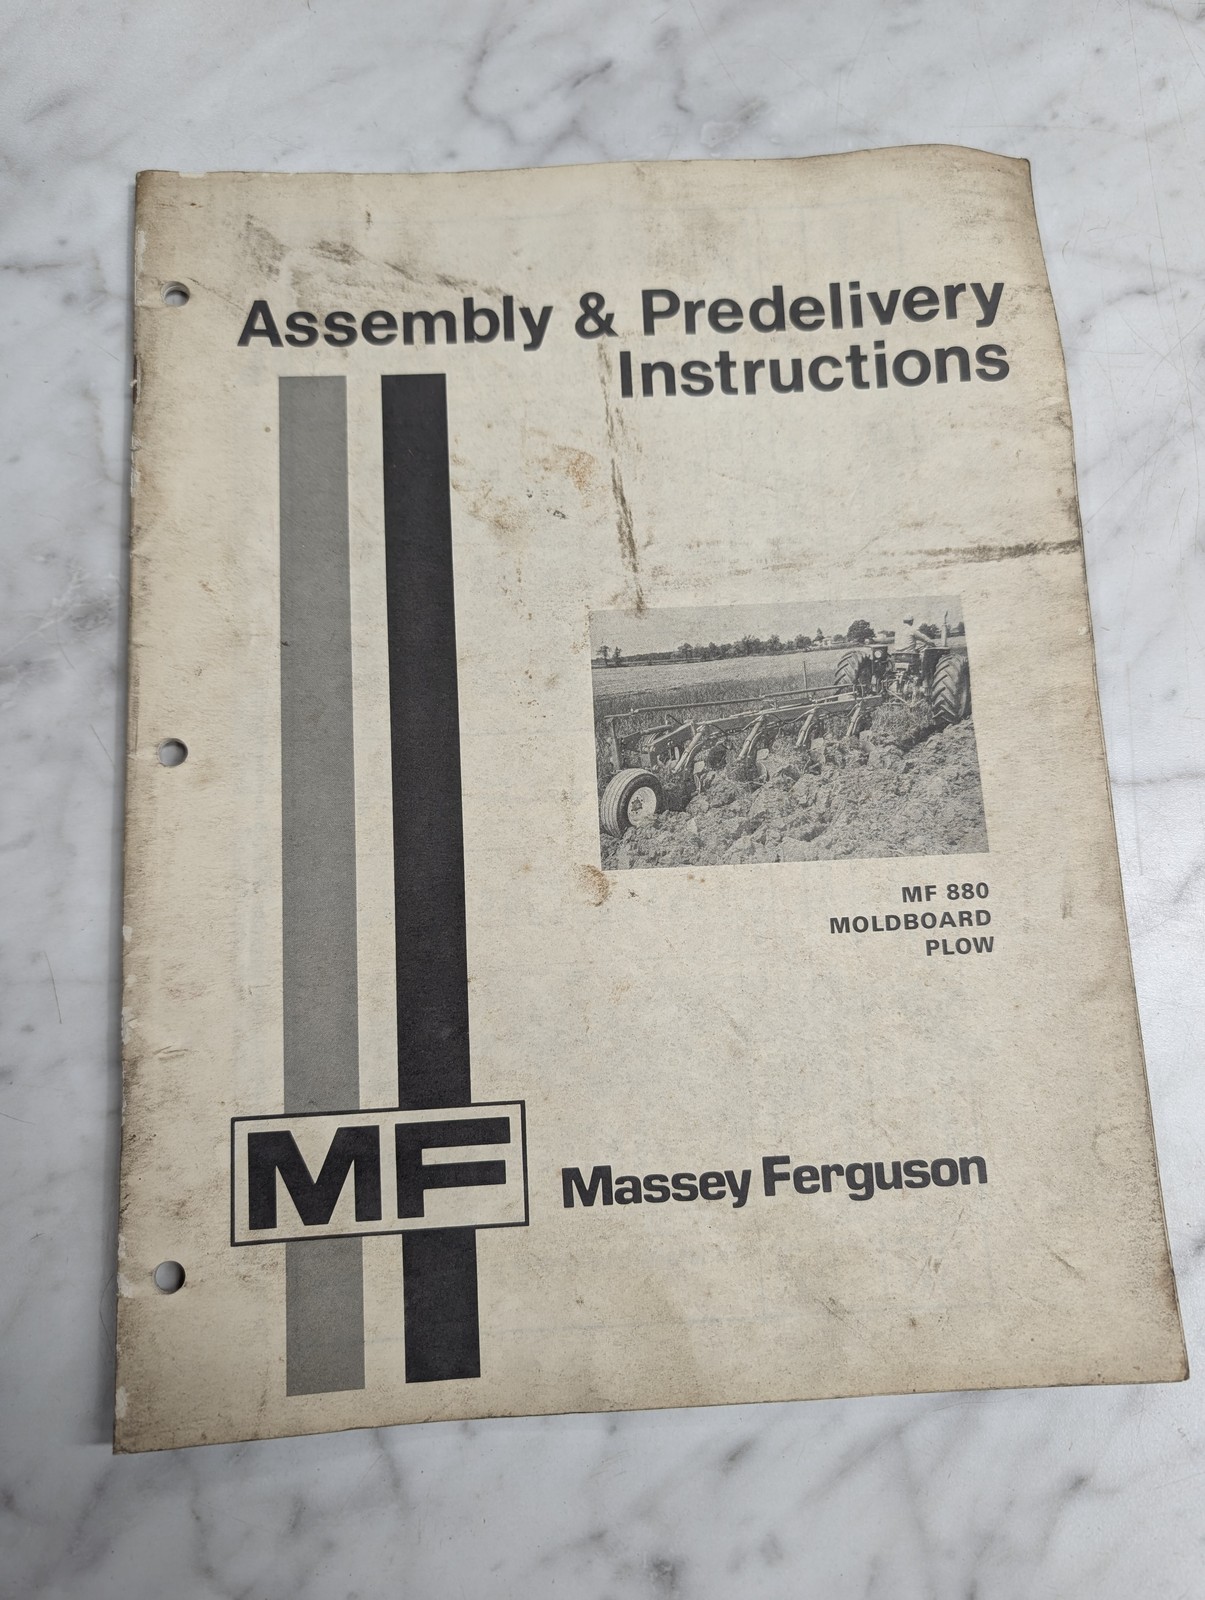 Assembly & Predelivery
Instructions
MF 880
MOLDBOARD
PLOW
MF
Massey Ferguson